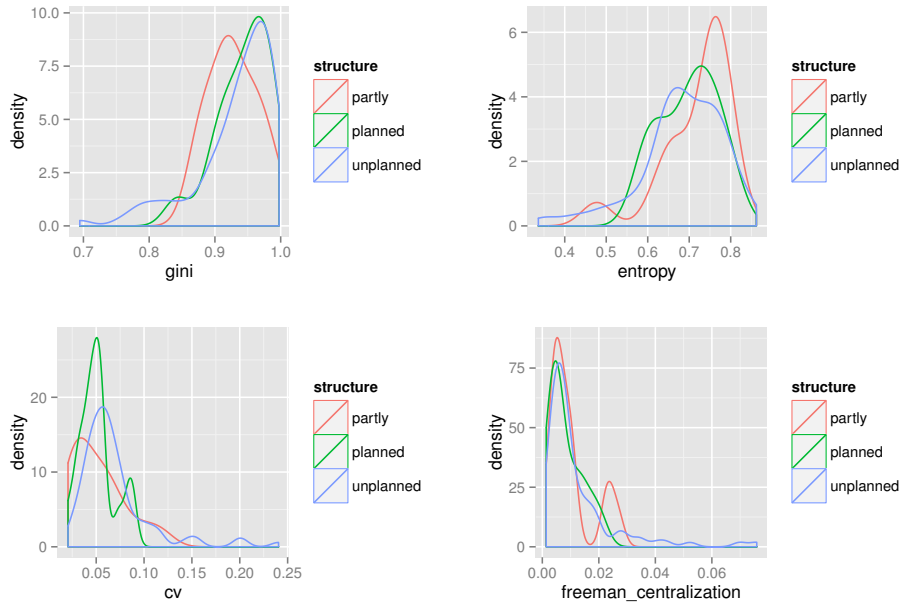 10.0
7.5
5.0
2.5
0.0
density
0.7 0.8 0.9 1.0
gini
structure
partly
planned
unplanned
6
4
2
0
density
0.4 0.5 0.6 0.7 0.8
entropy
structure
partly
planned
unplanned
20
10
0
density
0.05 0.10 0.15 0.20 0.25
cv
structure
partly
planned
unplanned
75
50
25
0
density
0.00 0.02 0.04 0.06
freeman_centralization
structure
partly
planned
unplanned